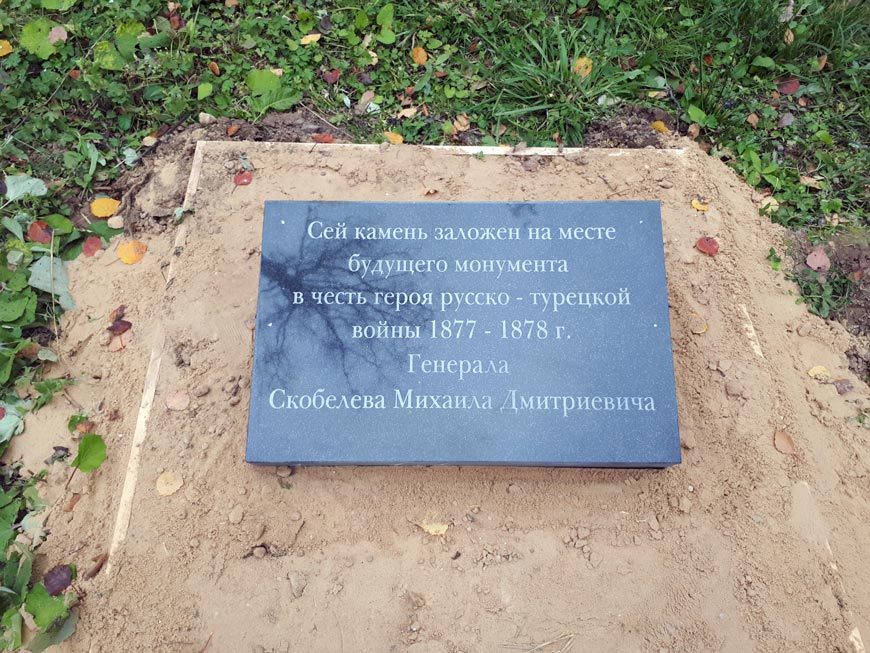 Сей камень заложен на месте
будущего монумента
в честь героя русско - турецкой
войны 1877 - 1878 г.
Генерала
Скобелева Михаила Дмитриевича